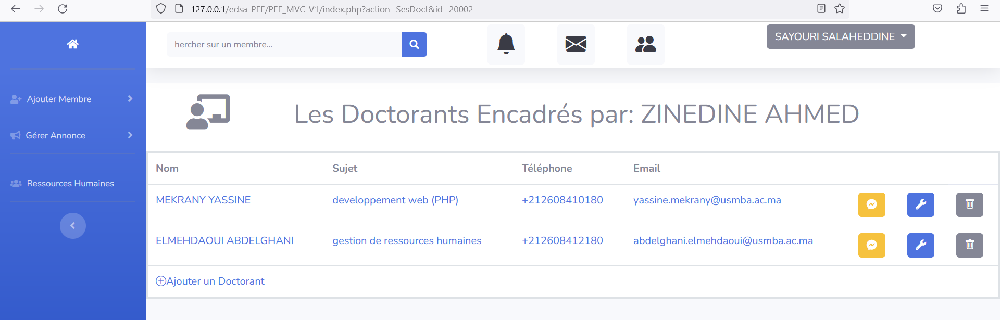 127.0.0.1/edsa-PFE/PFE_MVC-V1/index.php?action=SesDoct&id=20002
hercher sur un membre...
SAYOURI SALAHEDDINE
Ajouter Membre
Gérer Annonce
Ressources Humaines
Les Doctorants Encadrés par: ZINEDINE AHMED
Nom Sujet Téléphone Email
MEKRANY YASSINE developpement web (PHP) +212608410180 yassine.mekrany@usmba.ac.ma
ELMEHDAOUI ABDELGHANI gestion de ressources humaines +212608412180 abdelghani.elmehdaoui@usmba.ac.ma
Ajouter un Doctorant